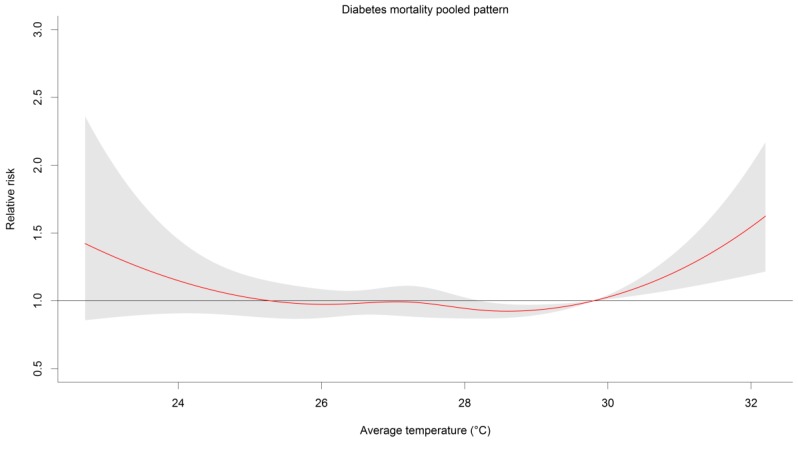 Diabetes mortality pooled pattern
3.0
2.5
2.0
1.5
1.0
0.5
Relative risk
24 26 28 30 32
Average temperature (°C)